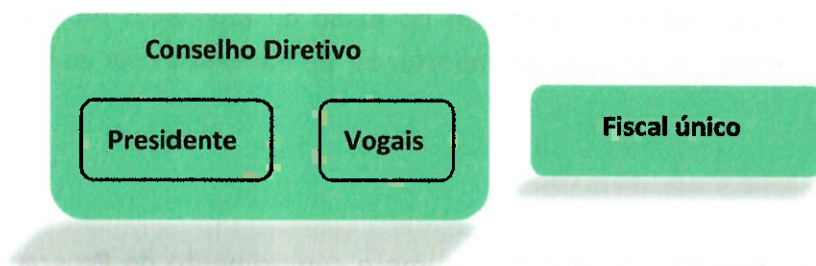 Conselho Diretivo
Presidente
Vogais
Fiscal único